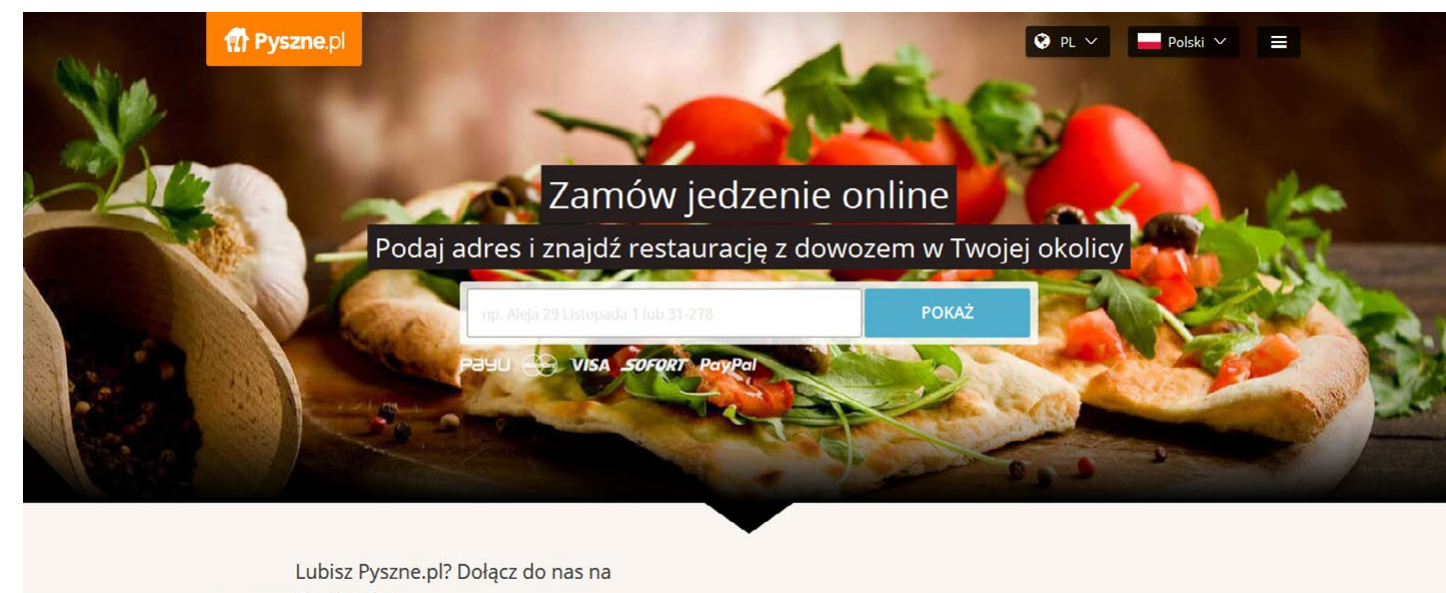 Pyszne.pl
PL
Polski
Zamów jedzenie online
Podaj adres i znajdź restaurację z dowozem w Twojej okolicy
np. Aleja 29 Listopada 1 lub 31-278
POKAŻ
PayU VISA SOFORT PayPal
Lubisz Pyszne.pl? Dołącz do nas na